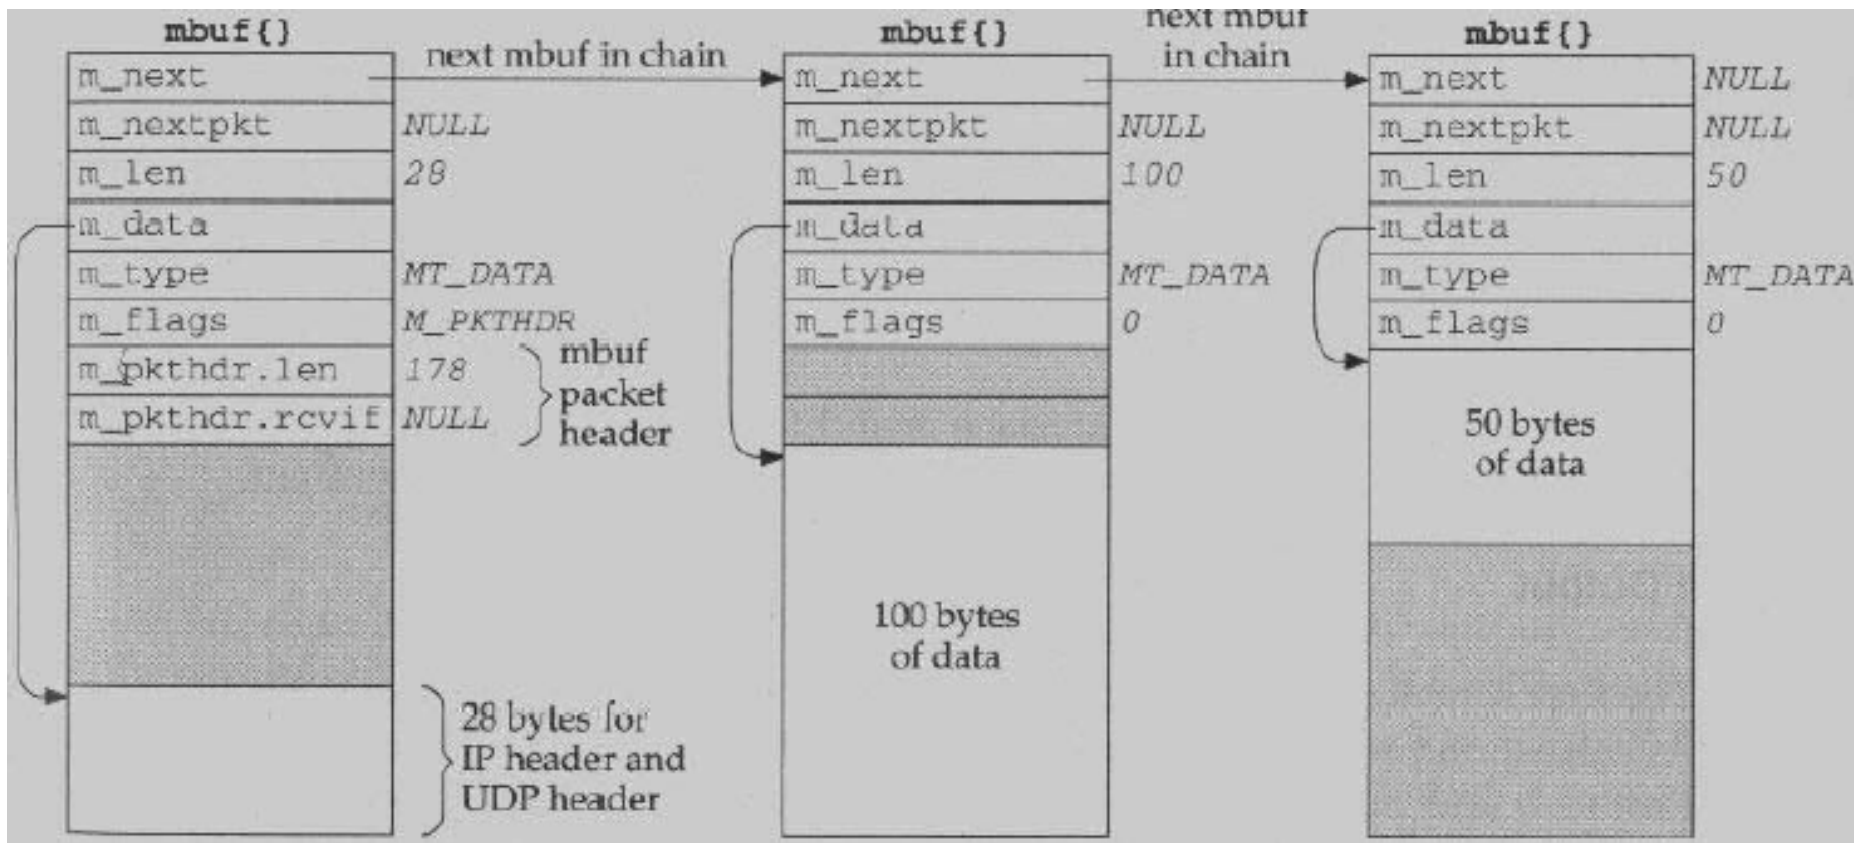 mbuf{}
m_next
m_nextpkt NULL
m_len 28
m_data
m_type MT_DATA
m_flags M_PKTHDR
m_pkthdr.len 178
m_pkthdr.rcvif NULL
mbuf
packet
header
28 bytes for
IP header and
UDP header
next mbuf in chain
mbuf{}
m_next
m_nextpkt NULL
m_len 100
m_data
m_type MT_DATA
m_flags 0
100 bytes
of data
next mbuf
in chain
mbuf{}
m_next NULL
m_nextpkt NULL
m_len 50
m_data
m_type MT_DATA
m_flags 0
50 bytes
of data